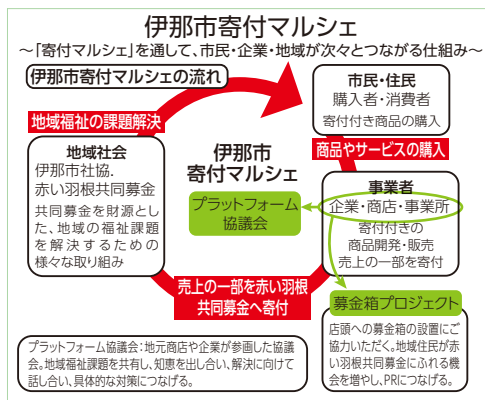 伊那市寄付マルシェ
～「寄付マルシェ」を通して、市民・企業・地域が次々とつながる仕組み～
伊那市寄付マルシェの流れ
市民・住民
購入者・消費者
寄付付き商品の購入
地域福祉の課題解決
商品やサービスの購入
地域社会
伊那市社協.
赤い羽根共同募金
共同募金を財源とし
た、地域の福祉課題
を解決するための
様々な取り組み
伊那市
寄付マルシェ
プラットフォーム
協議会
事業者
企業・商店・事業所
寄付付きの
商品開発・販売
売上の一部を寄付
売上の一部を赤い羽根
共同募金へ寄付
募金箱プロジェクト
店頭への募金箱の設置にご
協力いただく。地域住民が赤
い羽根共同募金にふれる機
会を増やし、PRにつなげる。
プラットフォーム協議会：地元商店や企業が参画した協議
会。地域福祉課題を共有し、知恵を出し合い、解決に向けて
話し合い、具体的な対策につなげる。